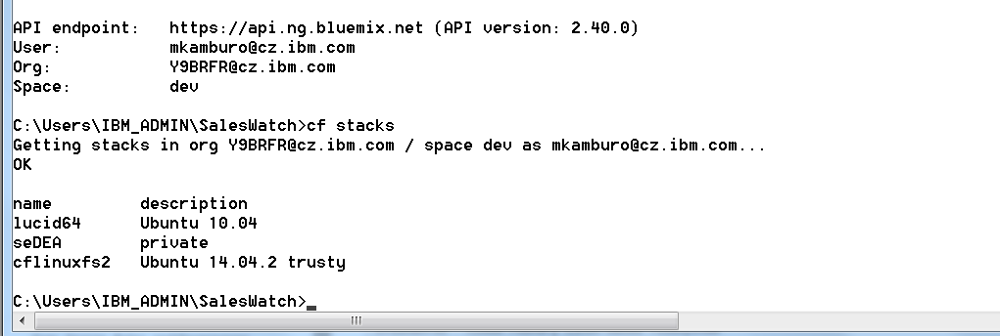 API endpoint:   https://api.ng.bluemix.net (API version: 2.40.0)
User:           mkamburo@cz.ibm.com
Org:            Y9BRFR@cz.ibm.com
Space:          dev
C:\Users\IBM_ADMIN\SalesWatch>cf stacks
Getting stacks in org Y9BRFR@cz.ibm.com / space dev as mkamburo@cz.ibm.com...
OK
name         description
lucid64      Ubuntu 10.04
seDEA        private
cflinuxfs2   Ubuntu 14.04.2 trusty
C:\Users\IBM_ADMIN\SalesWatch>_